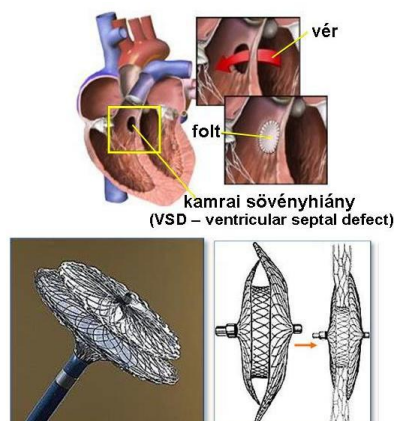 vér
folt
kamrai sövényhiány
(VSD – ventricular septal defect)